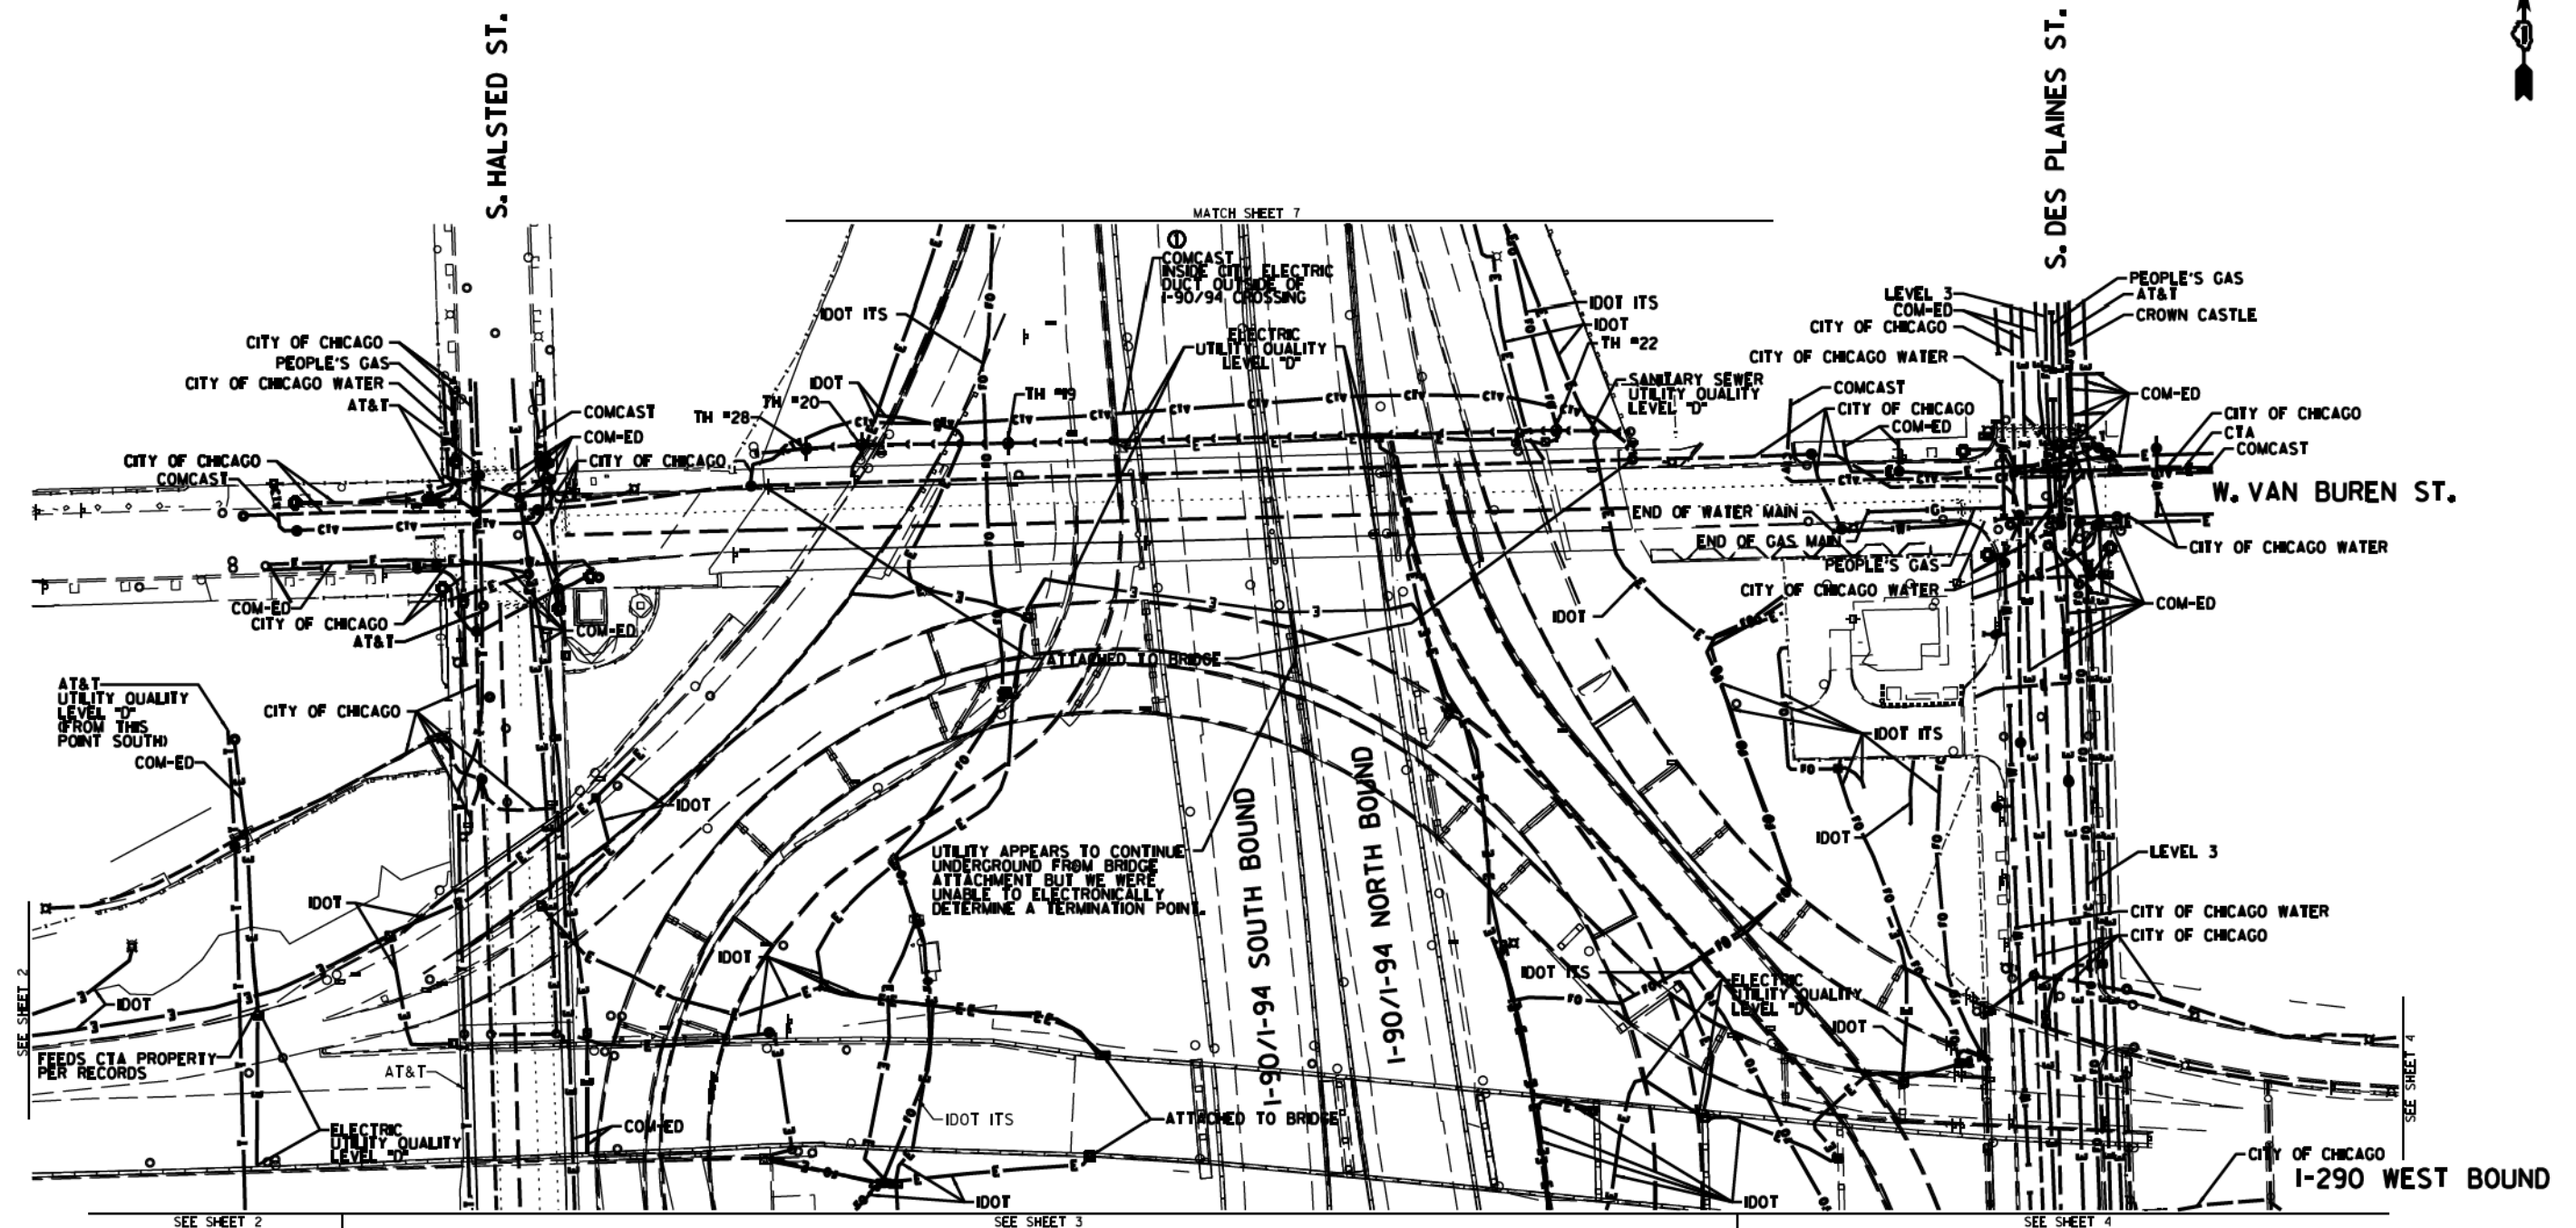 S. HALSTED ST.
S. DES PLAINES ST.
MATCH SHEET 7
1
COMCAST
INSIDE CITY ELECTRIC
DUCT OUTSIDE OF
I-90/94 CROSSING
IDOT ITS
ELECTRIC
UTILITY QUALITY
LEVEL "D"
IDOT ITS
IDOT
TH #22
PEOPLE'S GAS
AT&T
CROWN CASTLE
LEVEL 3
COM-ED
CITY OF CHICAGO
CITY OF CHICAGO WATER
CITY OF CHICAGO
PEOPLE'S GAS
CITY OF CHICAGO WATER
AT&T
COMCAST
COM-ED
CITY OF CHICAGO
CITY OF CHICAGO
COMCAST
IDOT
TH #20
TH #28
TH #19
SANITARY SEWER
UTILITY QUALITY
LEVEL "D"
COMCAST
CITY OF CHICAGO
COM-ED
COM-ED
CITY OF CHICAGO
CTA
COMCAST
W. VAN BUREN ST.
END OF WATER MAIN
END OF GAS MAIN
PEOPLE'S GAS
CITY OF CHICAGO WATER
CITY OF CHICAGO WATER
COM-ED
COM-ED
CITY OF CHICAGO
AT&T
COM-ED
IDOT
ATTACHED TO BRIDGE
AT&T
UTILITY QUALITY
LEVEL "D"
(FROM THIS
POINT SOUTH)
COM-ED
CITY OF CHICAGO
IDOT
IDOT ITS
IDOT
UTILITY APPEARS TO CONTINUE
UNDERGROUND FROM BRIDGE
ATTACHMENT BUT WE WERE
UNABLE TO ELECTRONICALLY
DETERMINE A TERMINATION POINT.
I-90/I-94 SOUTH BOUND
I-90/I-94 NORTH BOUND
LEVEL 3
CITY OF CHICAGO WATER
CITY OF CHICAGO
IDOT
IDOT
IDOT
IDOT ITS
ELECTRIC
UTILITY QUALITY
LEVEL "D"
IDOT
SEE SHEET 2
FEEDS CTA PROPERTY
PER RECORDS
AT&T
ELECTRIC
UTILITY QUALITY
LEVEL "D"
COM-ED
IDOT ITS
ATTACHED TO BRIDGE
IDOT
IDOT
SEE SHEET 4
CITY OF CHICAGO
I-290 WEST BOUND
SEE SHEET 2
SEE SHEET 3
SEE SHEET 4